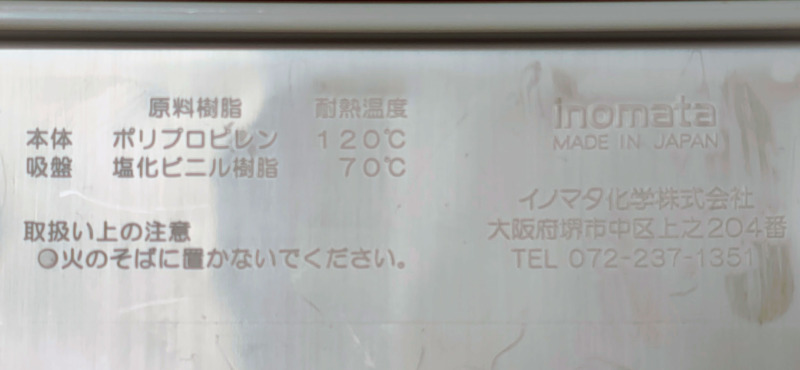 原料樹脂 耐熱温度
本体 ポリプロピレン 120℃
吸盤 塩化ビニル樹脂 70℃
取扱い上の注意
●火のそばに置かないでください。
inomata
MADE IN JAPAN
イノマタ化学株式会社
大阪府堺市中区上之204番
TEL 072-237-1351